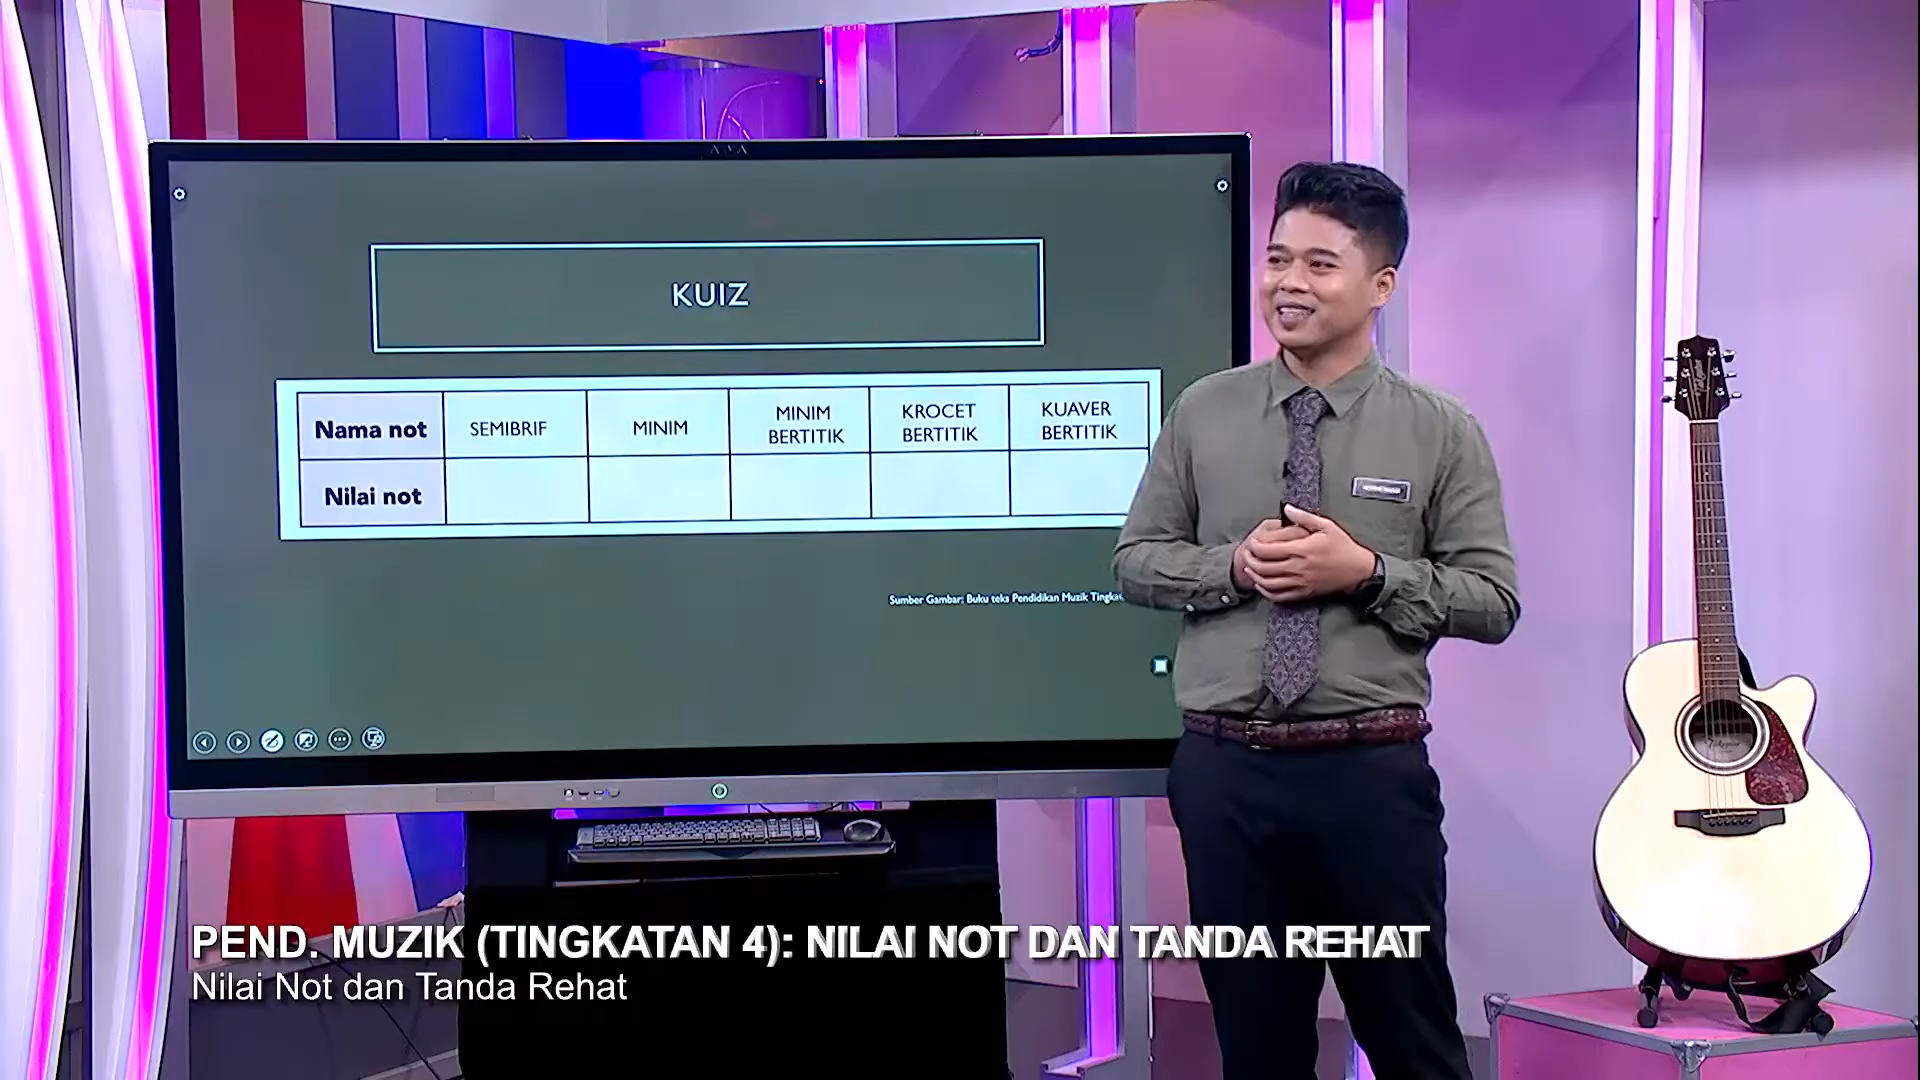 KUIZ
Nama not
SEMIBRIF
MINIM
MINIM
BERTITIK
KROCET
BERTITIK
KUAVER
BERTITIK
Nilai not
Sumber Gambar: Buku teks Pendidikan Muzik
PEND. MUZIK (TINGKATAN 4): NILAI NOT DAN TANDA REHAT
Nilai Not dan Tanda Rehat